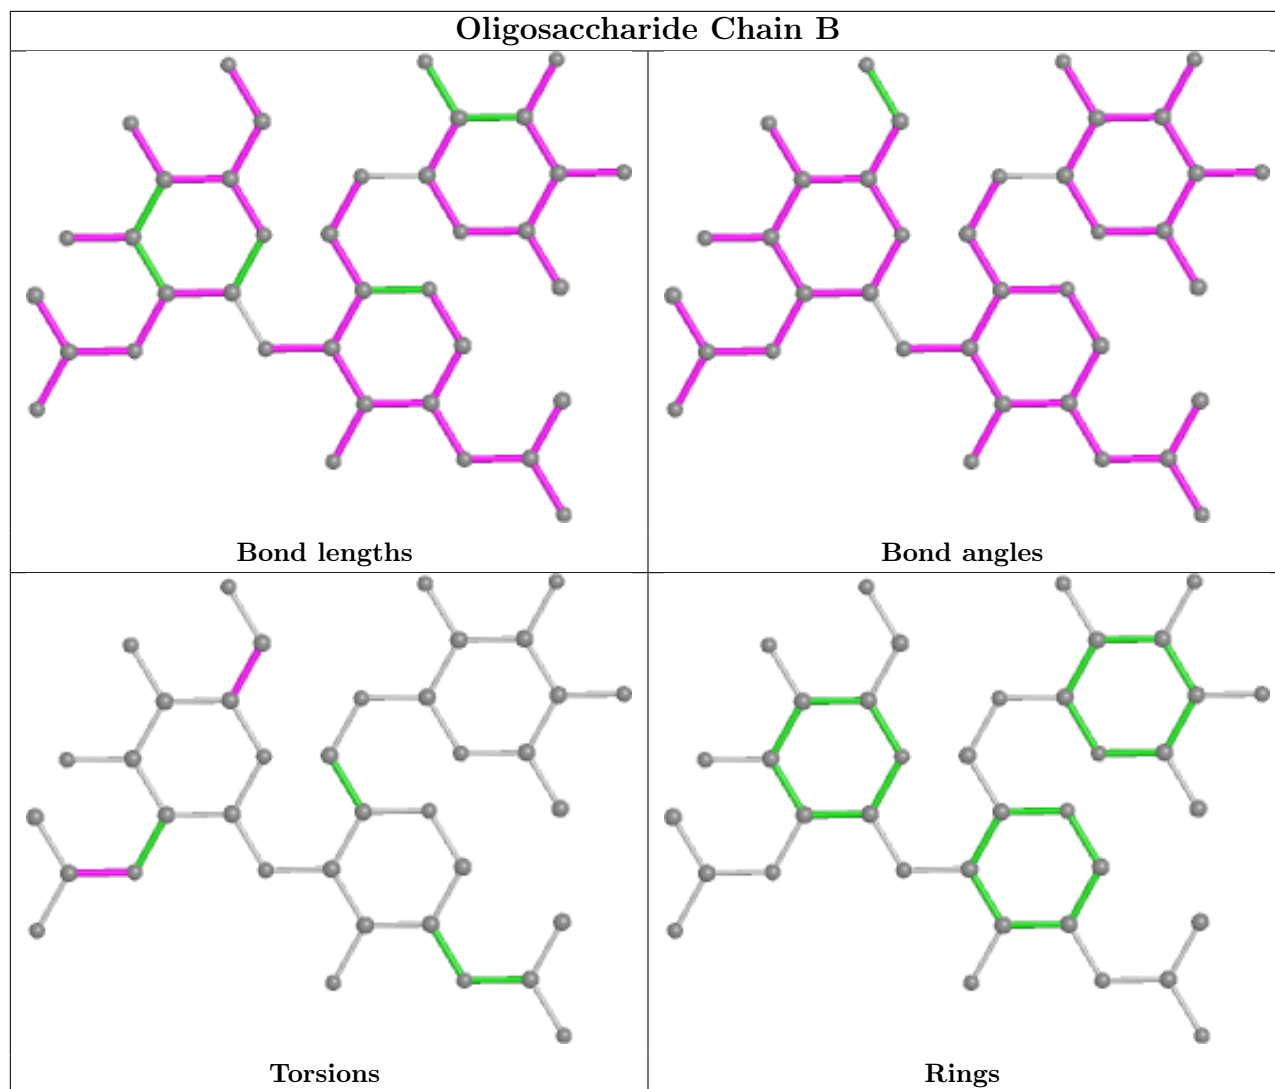 Oligosaccharide Chain B
Bond lengths
Bond angles
Torsions
Rings